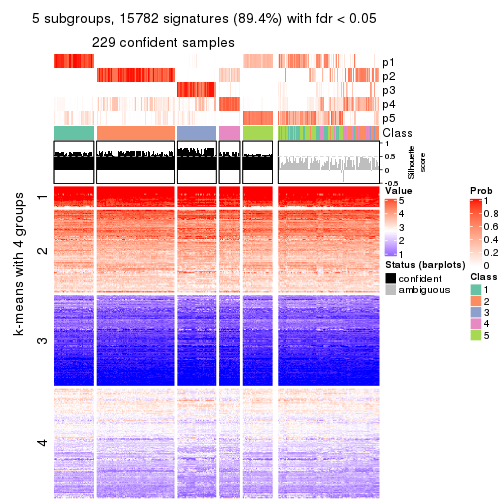 5 subgroups, 15782 signatures (89.4%) with fdr < 0.05
229 confident samples
p1
p2
p3
p4
p5
Class
1
0.5
0
-0.5
Silhouette
score
k-means with 4 groups
1
2
3
4
Value
5
4
3
2
1
Status (barplots)
confident
ambiguous
Prob
1
0.8
0.6
0.4
0.2
0
Class
1
2
3
4
5